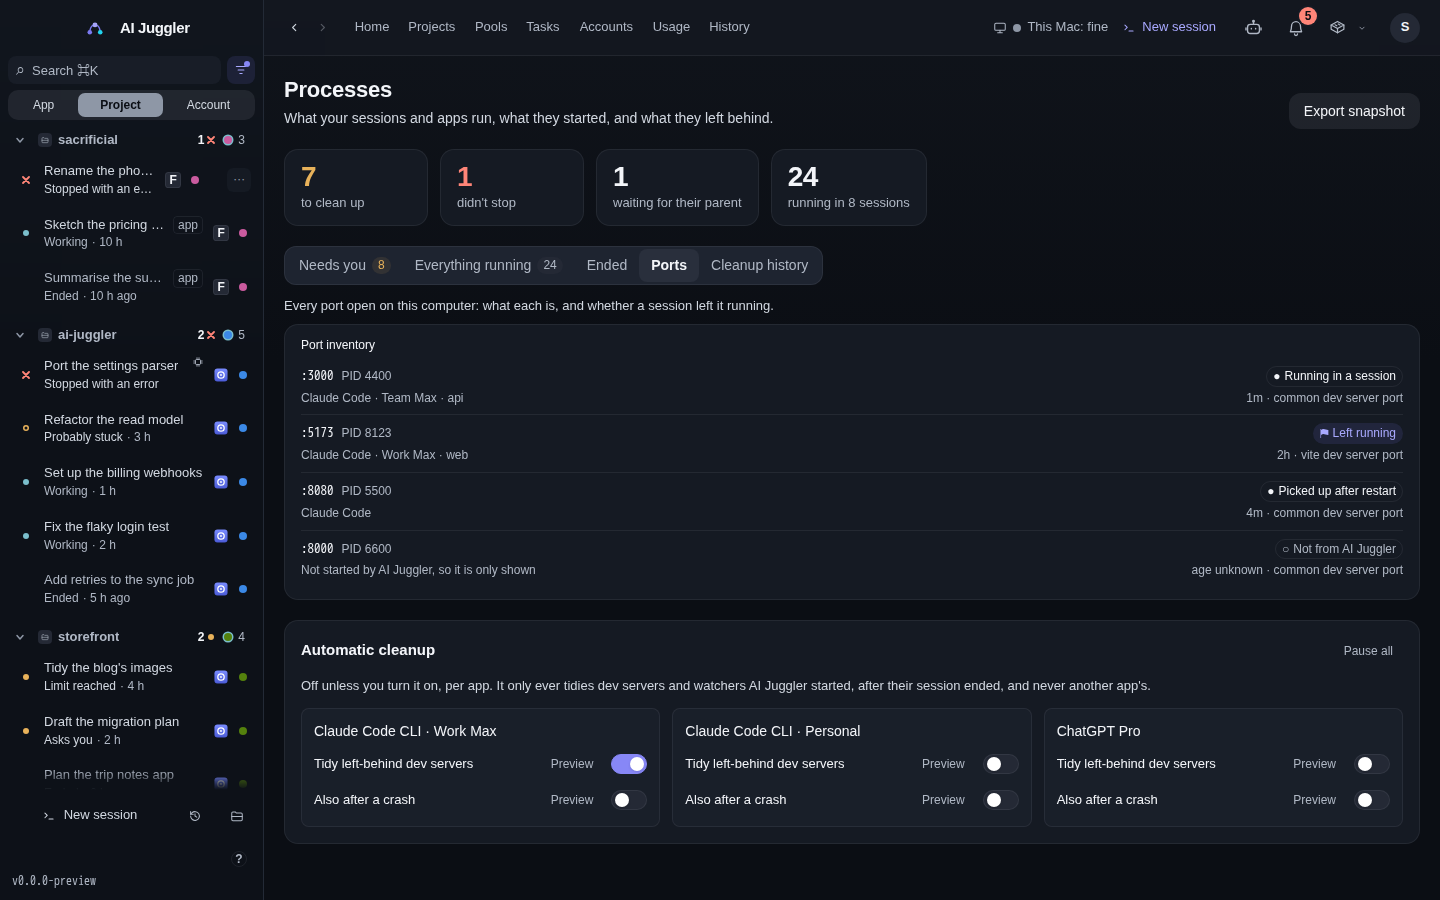 AI Juggler
Search ⌘K
App Project Account
sacrificial 1 3
Rename the pho… F
Stopped with an e…
Sketch the pricing … app F
Working · 10 h
Summarise the su… app F
Ended · 10 h ago
ai-juggler 2 5
Port the settings parser
Stopped with an error
Refactor the read model
Probably stuck · 3 h
Set up the billing webhooks
Working · 1 h
Fix the flaky login test
Working · 2 h
Add retries to the sync job
Ended · 5 h ago
storefront 2 4
Tidy the blog's images
Limit reached · 4 h
Draft the migration plan
Asks you · 2 h
Plan the trip notes app
New session
?
v0.0.0-preview
Home Projects Pools Tasks Accounts Usage History
This Mac: fine New session 5 S
Processes
What your sessions and apps run, what they started, and what they left behind.
Export snapshot
7
to clean up
1
didn't stop
1
waiting for their parent
24
running in 8 sessions
Needs you 8 Everything running 24 Ended Ports Cleanup history
Every port open on this computer: what each is, and whether a session left it running.
Port inventory
:3000 PID 4400 ● Running in a session
Claude Code · Team Max · api 1m · common dev server port
:5173 PID 8123 Left running
Claude Code · Work Max · web 2h · vite dev server port
:8080 PID 5500 ● Picked up after restart
Claude Code 4m · common dev server port
:8000 PID 6600 ○ Not from AI Juggler
Not started by AI Juggler, so it is only shown age unknown · common dev server port
Automatic cleanup Pause all
Off unless you turn it on, per app. It only ever tidies dev servers and watchers AI Juggler started, after their session ended, and never another app's.
Claude Code CLI · Work Max
Tidy left-behind dev servers Preview
Also after a crash Preview
Claude Code CLI · Personal
Tidy left-behind dev servers Preview
Also after a crash Preview
ChatGPT Pro
Tidy left-behind dev servers Preview
Also after a crash Preview